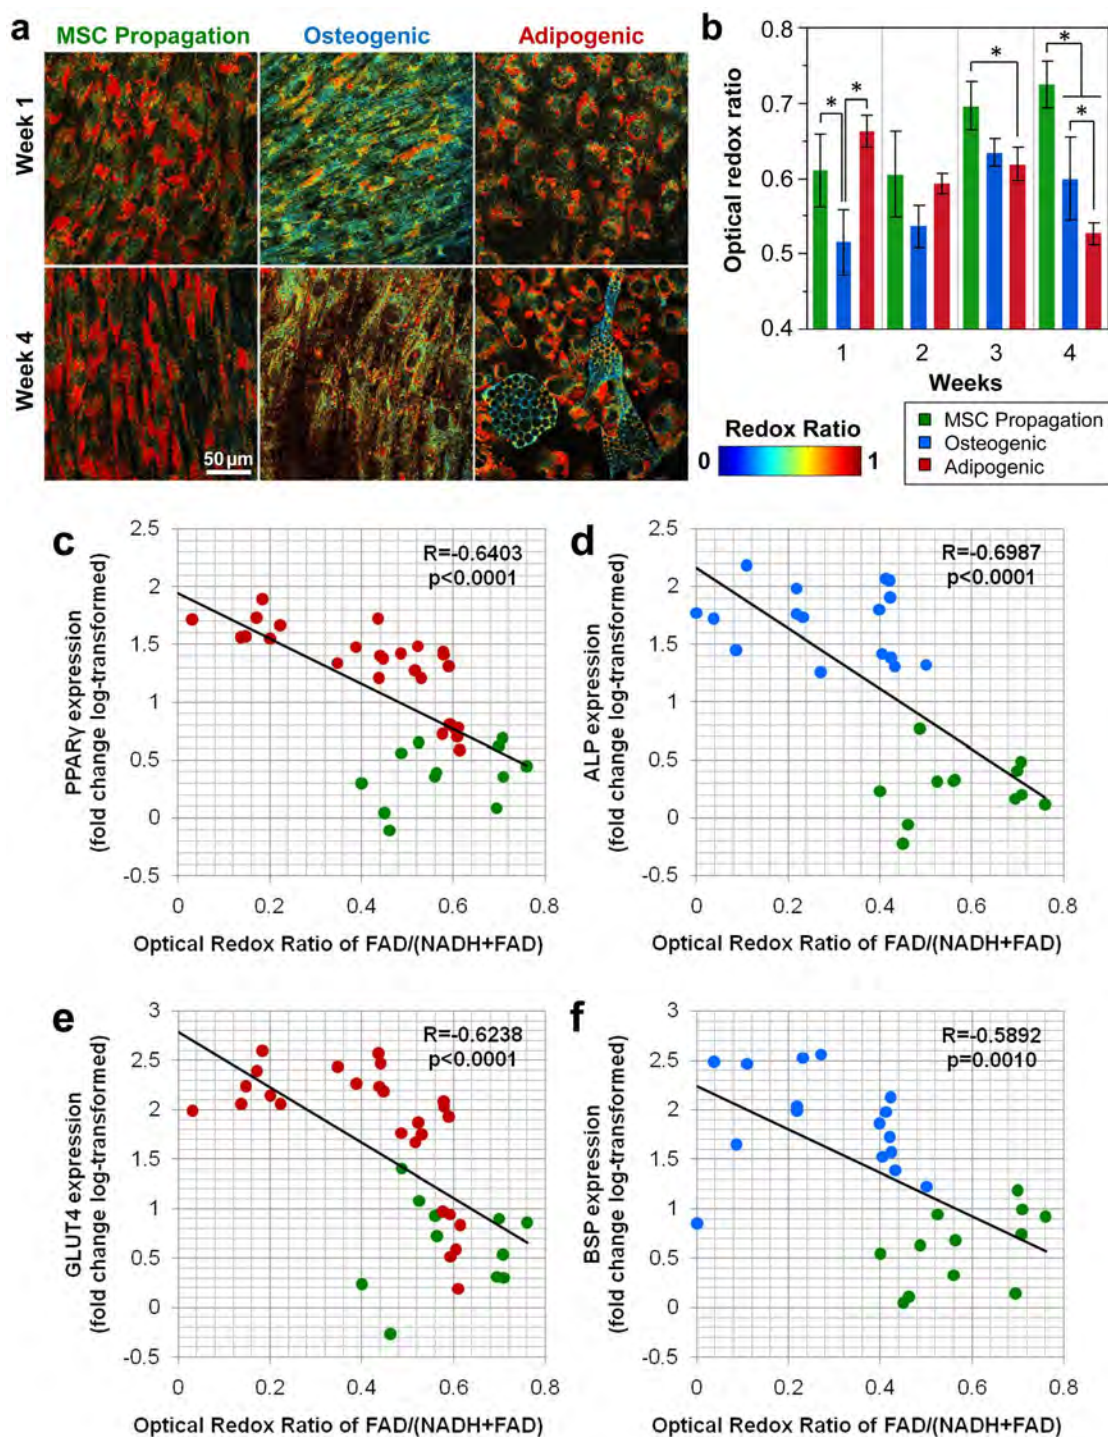 a
MSC Propagation
Osteogenic
Adipogenic
Week 1
Week 4
50 µm
b
Optical redox ratio
0.8
0.7
0.6
0.5
0.4
*
*
*
*
*
1 2 3 4
Weeks
Redox Ratio
0 1
MSC Propagation
Osteogenic
Adipogenic
c
PPARγ expression
(fold change log-transformed)
R=-0.6403
p<0.0001
2.5
2
1.5
1
0.5
0
-0.5
0 0.2 0.4 0.6 0.8
Optical Redox Ratio of FAD/(NADH+FAD)
d
ALP expression
(fold change log-transformed)
R=-0.6987
p<0.0001
2.5
2
1.5
1
0.5
0
-0.5
0 0.2 0.4 0.6 0.8
Optical Redox Ratio of FAD/(NADH+FAD)
e
GLUT4 expression
(fold change log-transformed)
R=-0.6238
p<0.0001
3
2.5
2
1.5
1
0.5
0
-0.5
0 0.2 0.4 0.6 0.8
Optical Redox Ratio of FAD/(NADH+FAD)
f
BSP expression
(fold change log-transformed)
R=-0.5892
p=0.0010
3
2.5
2
1.5
1
0.5
0
-0.5
0 0.2 0.4 0.6 0.8
Optical Redox Ratio of FAD/(NADH+FAD)